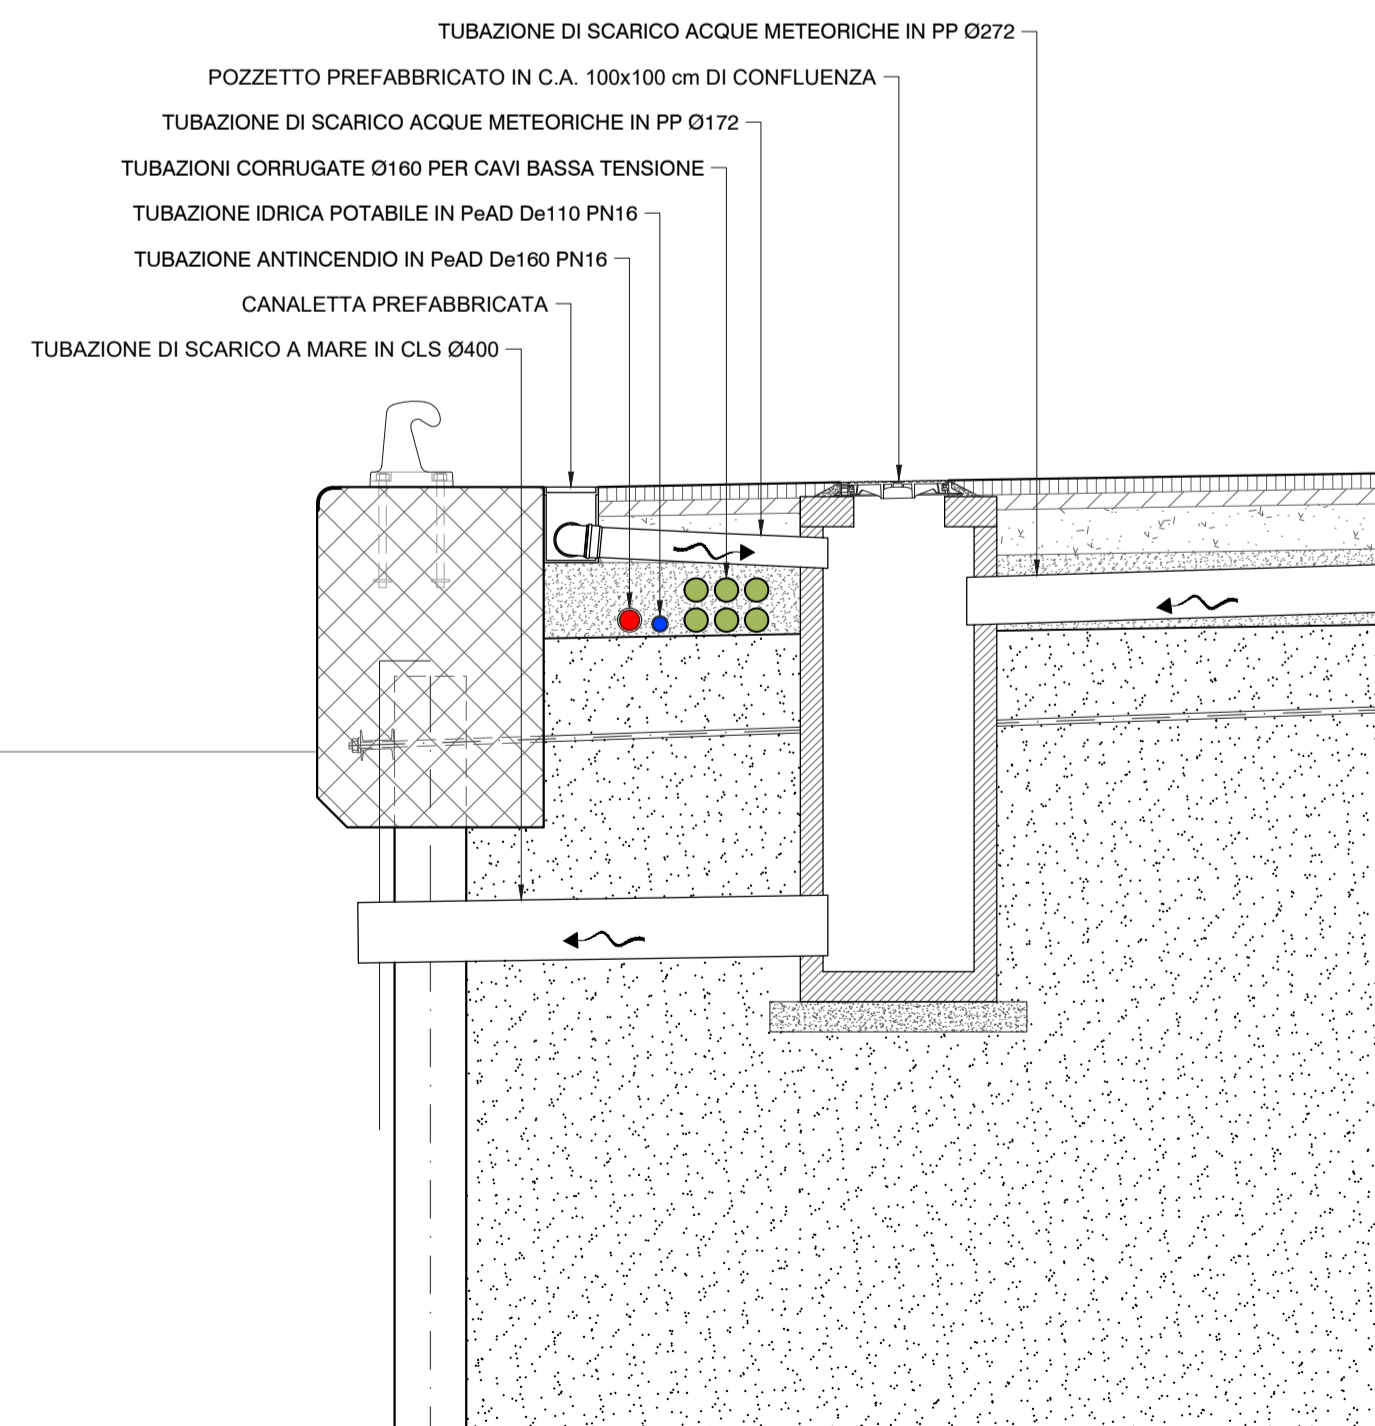 TUBAZIONE DI SCARICO ACQUE METEORICHE IN PP Ø272
POZZETTO PREFABBRICATO IN C.A. 100x100 cm DI CONFLUENZA
TUBAZIONE DI SCARICO ACQUE METEORICHE IN PP Ø172
TUBAZIONI CORRUGATE Ø160 PER CAVI BASSA TENSIONE
TUBAZIONE IDRICA POTABILE IN PeAD De110 PN16
TUBAZIONE ANTINCENDIO IN PeAD De160 PN16
CANALETTA PREFABBRICATA
TUBAZIONE DI SCARICO A MARE IN CLS Ø400